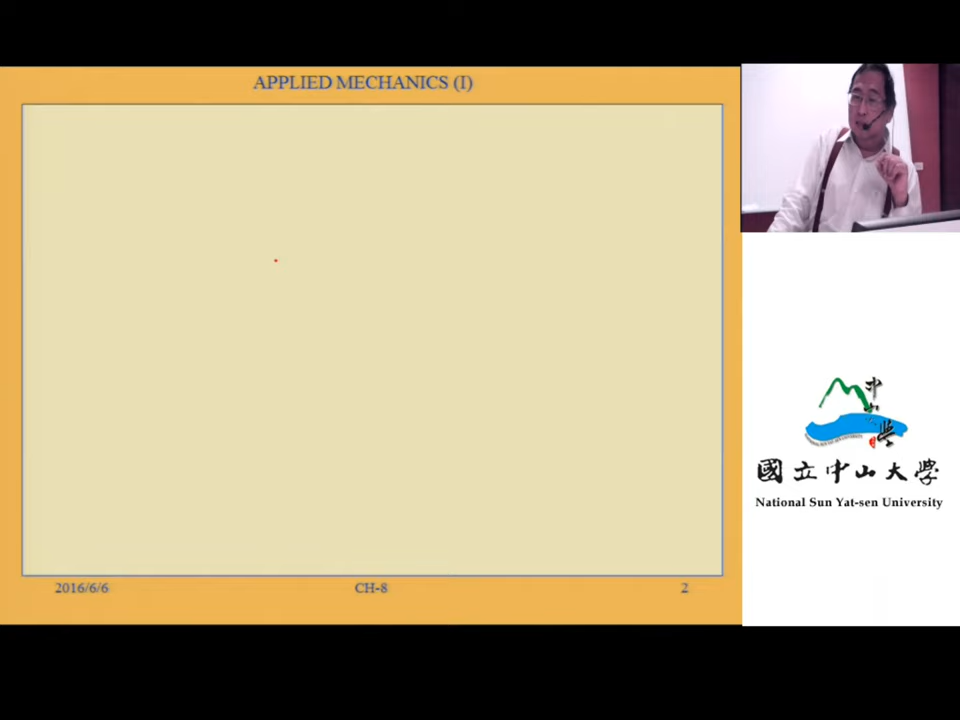 APPLIED MECHANICS (I)
2016/6/6
CH-8
2
國立中山大學
National Sun Yat-sen University